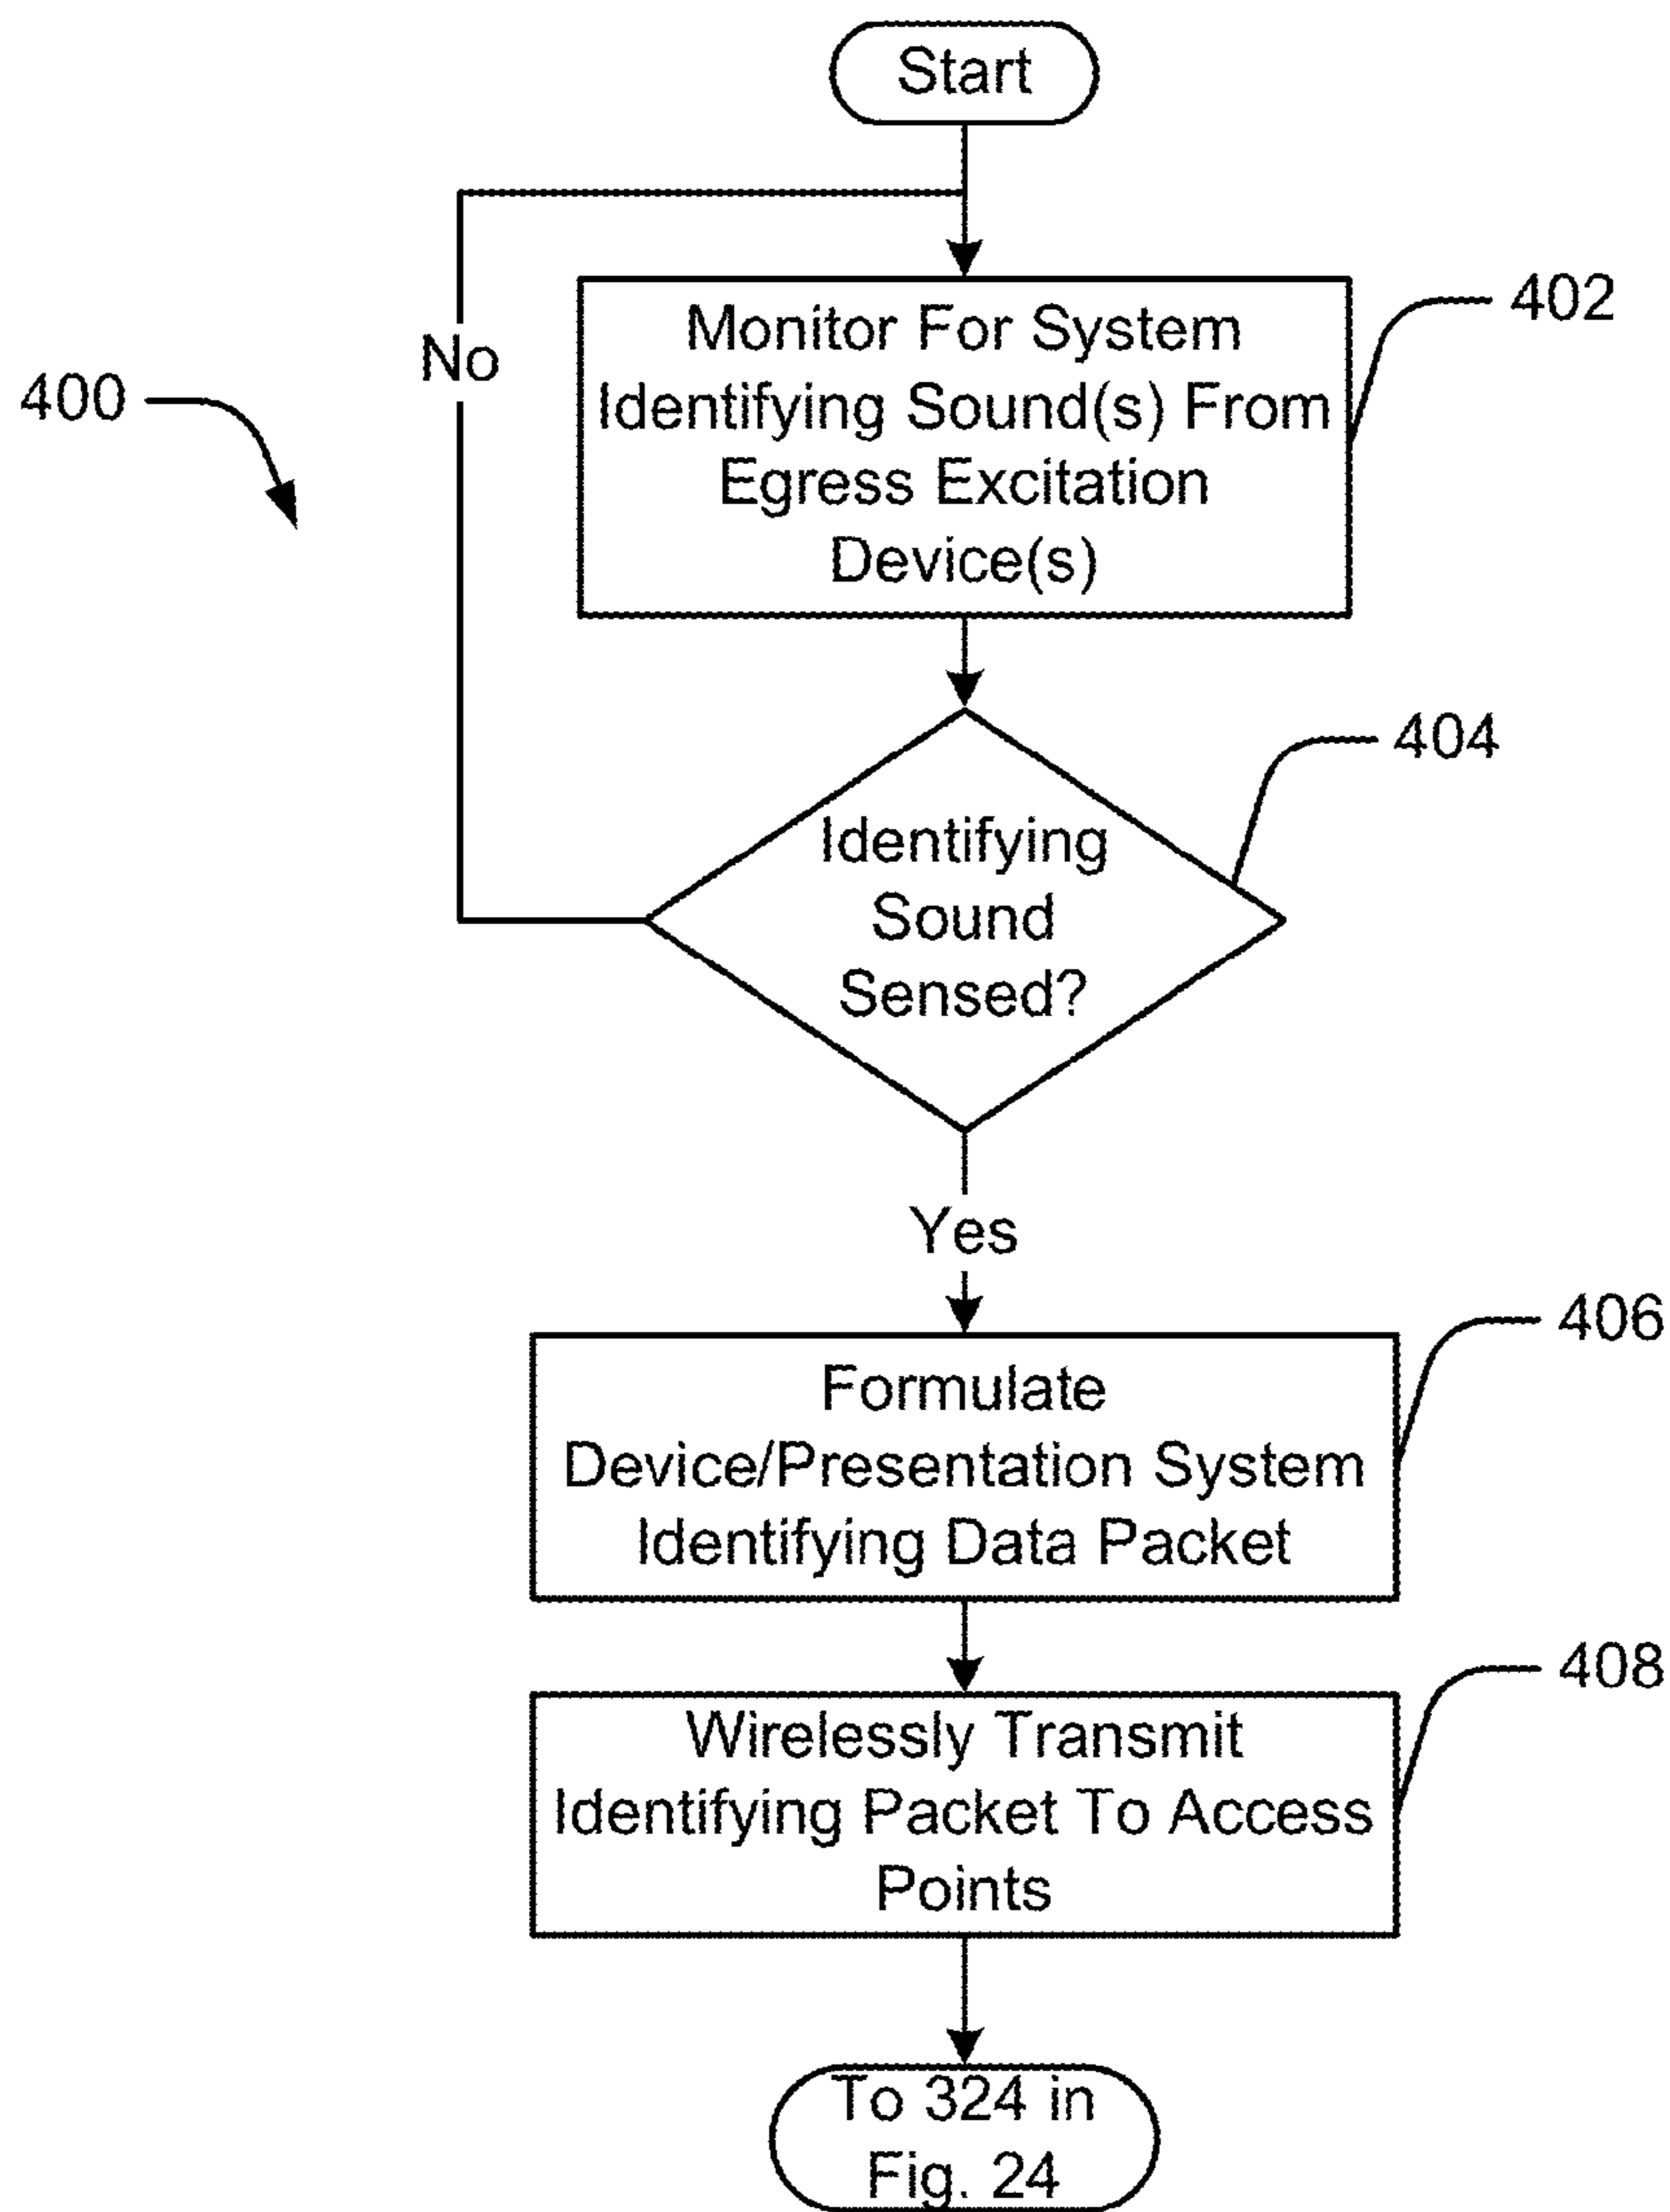 Start
Monitor For System
Identifying Sound(s) From
Egress Excitation
Device(s)
402
No
400
404
Identifying
Sound
Sensed?
Yes
406
Formulate
Device/Presentation System
Identifying Data Packet
408
Wirelessly Transmit
Identifying Packet To Access
Points
To 324 in
Fig. 24